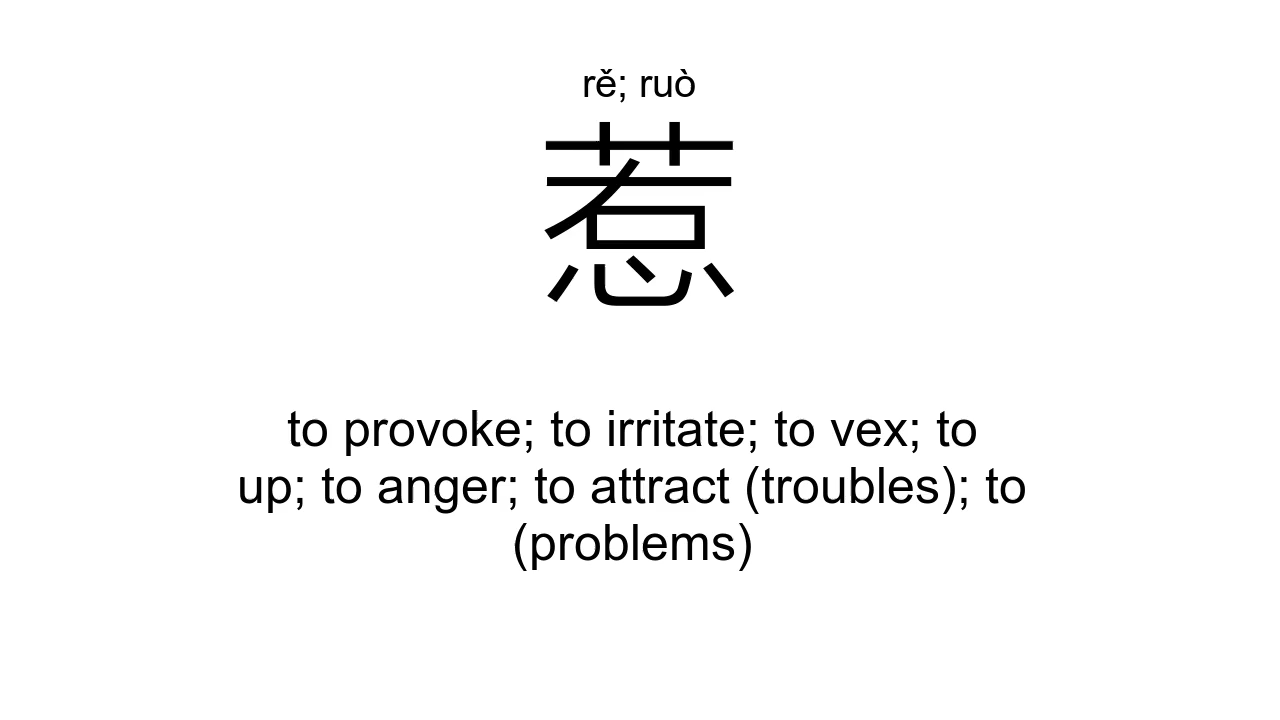 rě; ruò
惹
to provoke; to irritate; to vex; to
up; to anger; to attract (troubles); to
(problems)